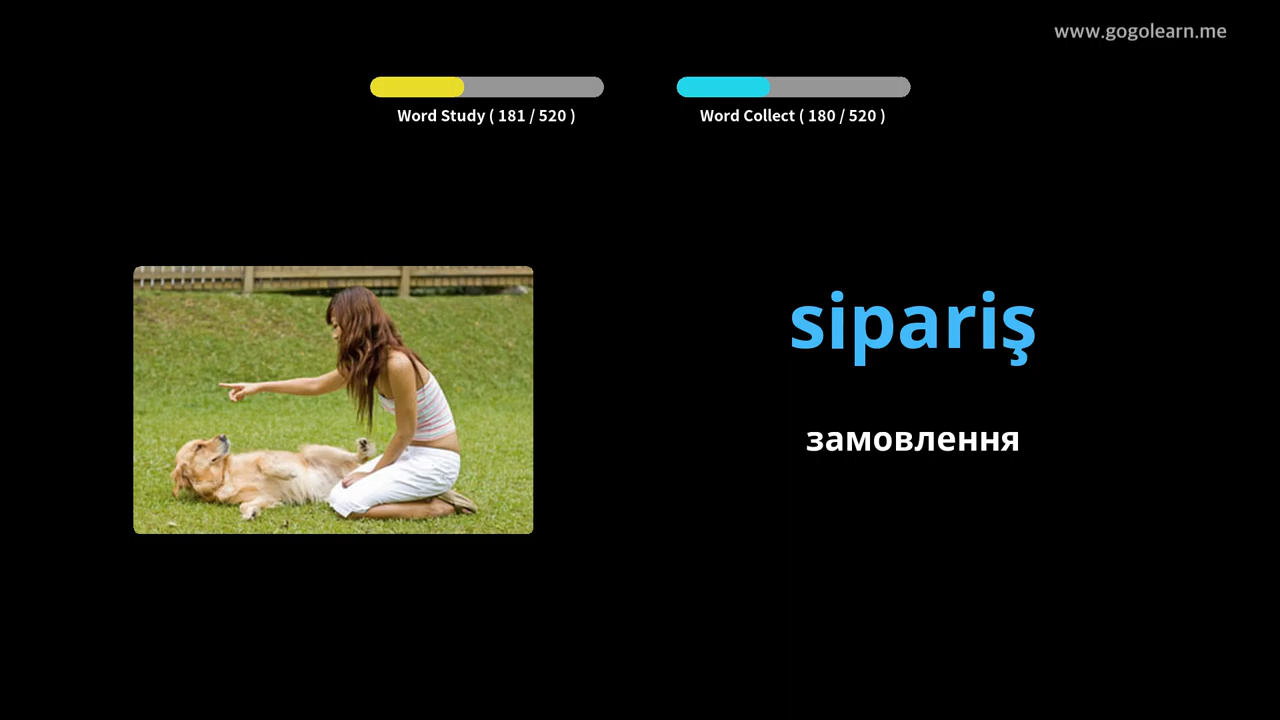 www.gogolearn.me
Word Study ( 181 / 520 )
Word Collect ( 180 / 520 )
sipariş
замовлення